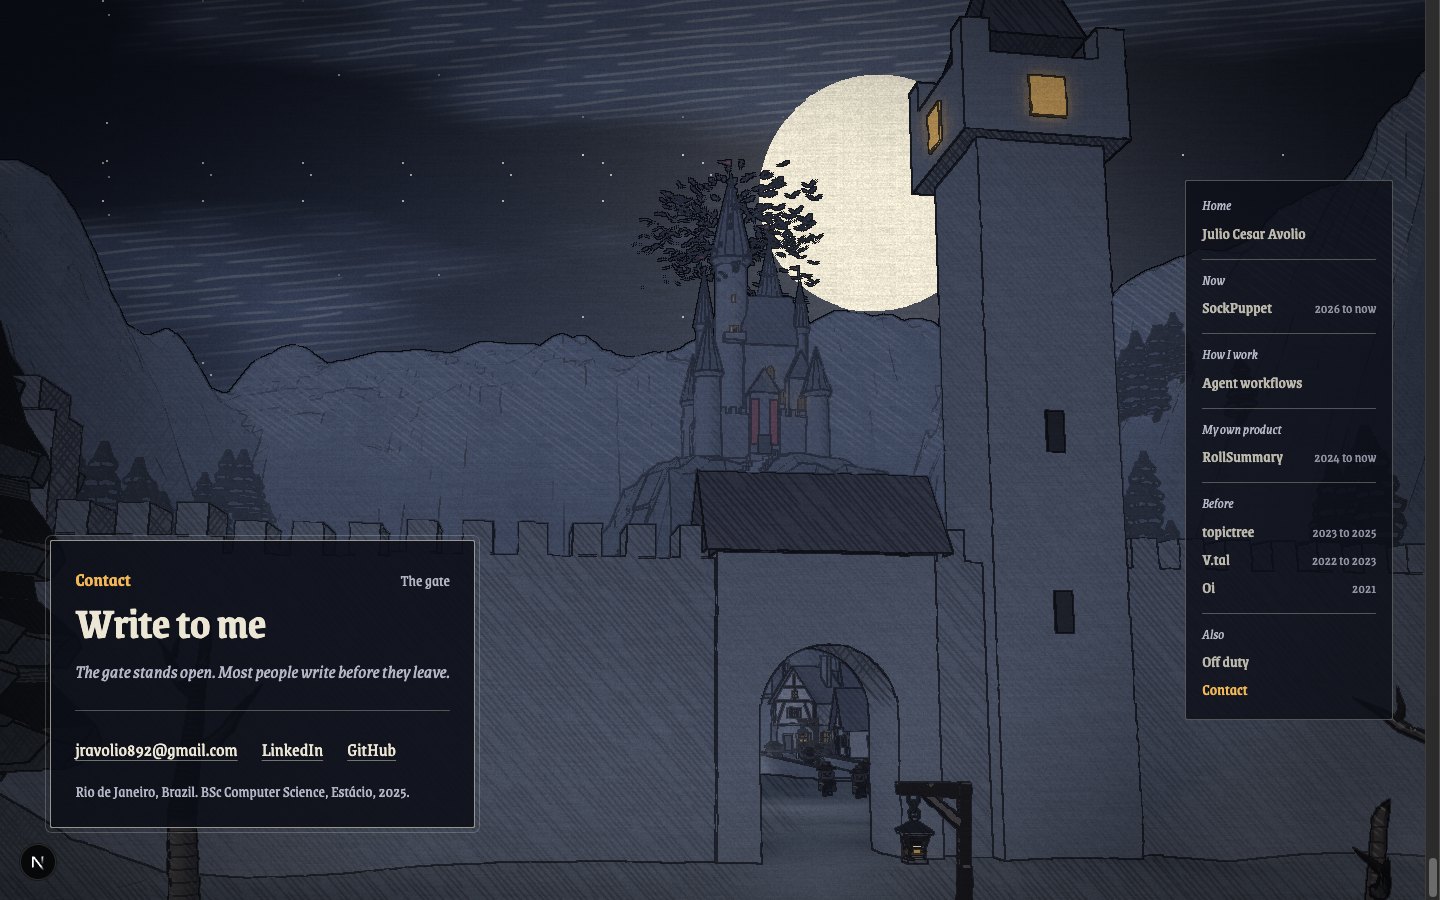 Contact The gate
Write to me
The gate stands open. Most people write before they leave.
jravolio892@gmail.com LinkedIn GitHub
Rio de Janeiro, Brazil. BSc Computer Science, Estácio, 2025.
N
Home
Julio Cesar Avolio
Now
SockPuppet 2026 to now
How I work
Agent workflows
My own product
RollSummary 2024 to now
Before
topictree 2023 to 2025
V.tal 2022 to 2023
Oi 2021
Also
Off duty
Contact